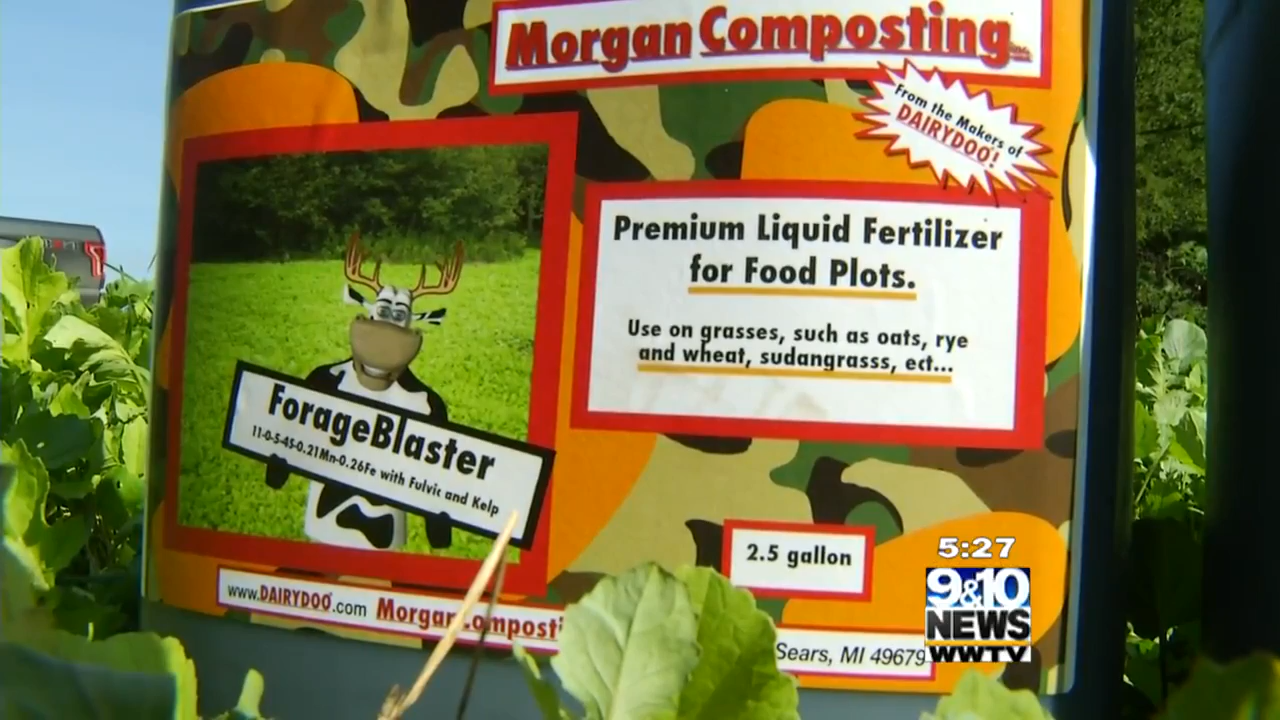 Morgan Composting
From the Makers of
DAIRYDOO!
Premium Liquid Fertilizer
for Food Plots.
Use on grasses, such as oats, rye
and wheat, sudangrasss, ect...
ForageBlaster
11-0-5-4S-0.21Mn-0.26Fe with Fulvic and Kelp
2.5 gallon
www.DAIRYDOO.com Morgan Composti
Sears, MI 49679
5:27
9&10
NEWS
WWTV